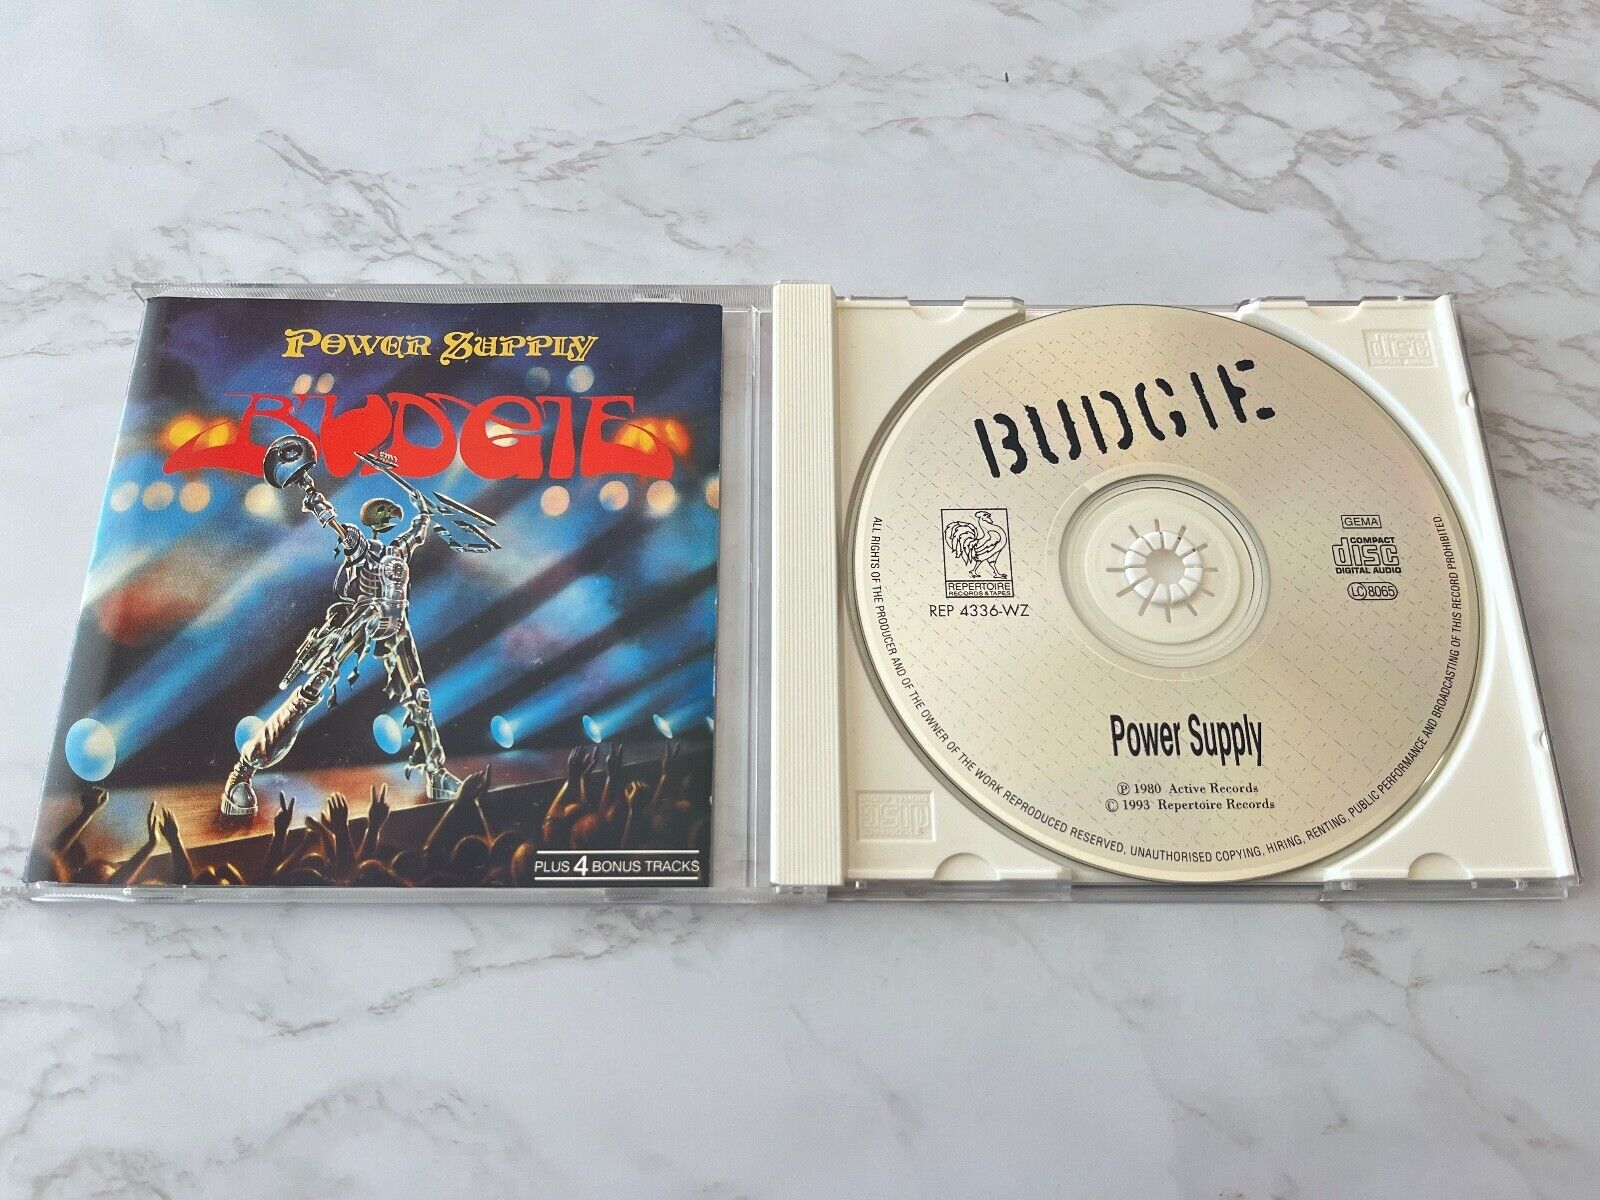 POWER SUPPLY
BUDGIE
PLUS 4 BONUS TRACKS
BUDGIE
REPERTOIRE
RECORDS & TAPES
REP 4336-WZ
GEMA
COMPACT
disc
DIGITAL AUDIO
LC 8065
Power Supply
℗ 1980 Active Records
© 1993 Repertoire Records
ALL RIGHTS OF THE PRODUCER AND OF THE OWNER OF THE WORK REPRODUCED RESERVED, UNAUTHORISED COPYING, HIRING, RENTING, PUBLIC PERFORMANCE AND BROADCASTING OF THIS RECORD PROHIBITED.
disc
disc